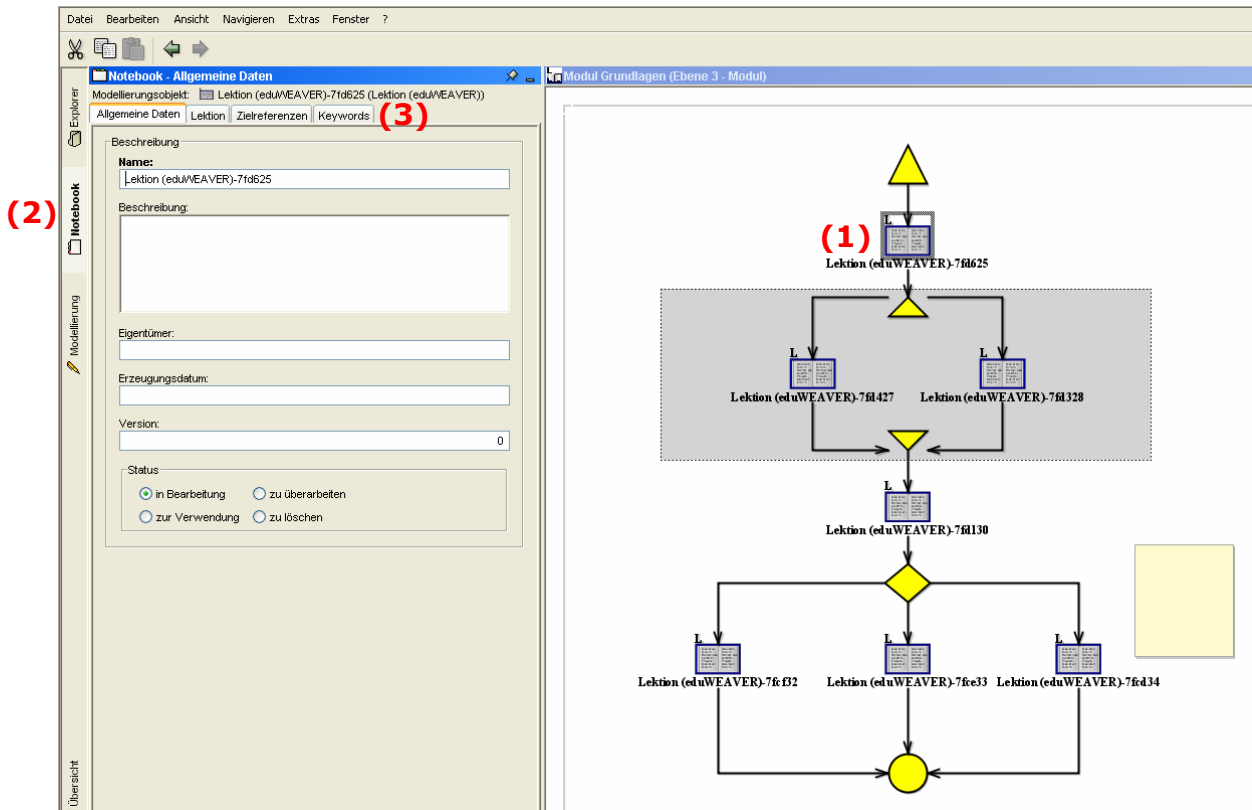 Datei Bearbeiten Ansicht Navigieren Extras Fenster ?
Explorer
Notebook
Modellierung
Übersicht
(2)
Notebook - Allgemeine Daten
Modellierungsobjekt: Lektion (eduWEAVER)-7fd625 (Lektion (eduWEAVER))
Allgemeine Daten Lektion Zielreferenzen Keywords (3)
Beschreibung
Name:
Lektion (eduWEAVER)-7fd625
Beschreibung:
Eigentümer:
Erzeugungsdatum:
Version:
0
Status
in Bearbeitung zu überarbeiten
zur Verwendung zu löschen
Modul Grundlagen (Ebene 3 - Modul)
L
(1)
Lektion (eduWEAVER)-7fd625
L L
Lektion (eduWEAVER)-7fd427 Lektion (eduWEAVER)-7fd328
L
Lektion (eduWEAVER)-7fd130
L L L
Lektion (eduWEAVER)-7fcf32 Lektion (eduWEAVER)-7fce33 Lektion (eduWEAVER)-7fcd34